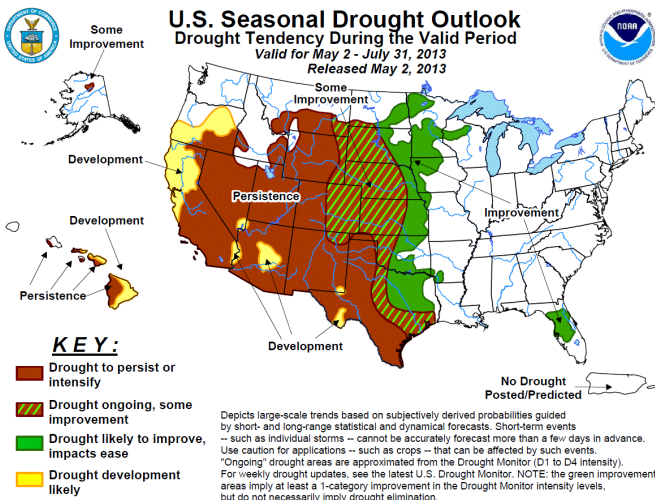 U.S. Seasonal Drought Outlook
Drought Tendency During the Valid Period
Valid for May 2 - July 31, 2013
Released May 2, 2013
NOAA
Some
Improvement
Some
Improvement
Development
Persistence
Development
Improvement
Persistence
Development
No Drought
Posted/Predicted
KEY:
Drought to persist or
intensify
Drought ongoing, some
improvement
Drought likely to improve,
impacts ease
Drought development
likely
Depicts large-scale trends based on subjectively derived probabilities guided
by short- and long-range statistical and dynamical forecasts. Short-term events
-- such as individual storms -- cannot be accurately forecast more than a few days in advance.
Use caution for applications -- such as crops -- that can be affected by such events.
"Ongoing" drought areas are approximated from the Drought Monitor (D1 to D4 intensity).
For weekly drought updates, see the latest U.S. Drought Monitor. NOTE: the green improvement
areas imply at least a 1-category improvement in the Drought Monitor intensity levels,
but do not necessarily imply drought elimination.